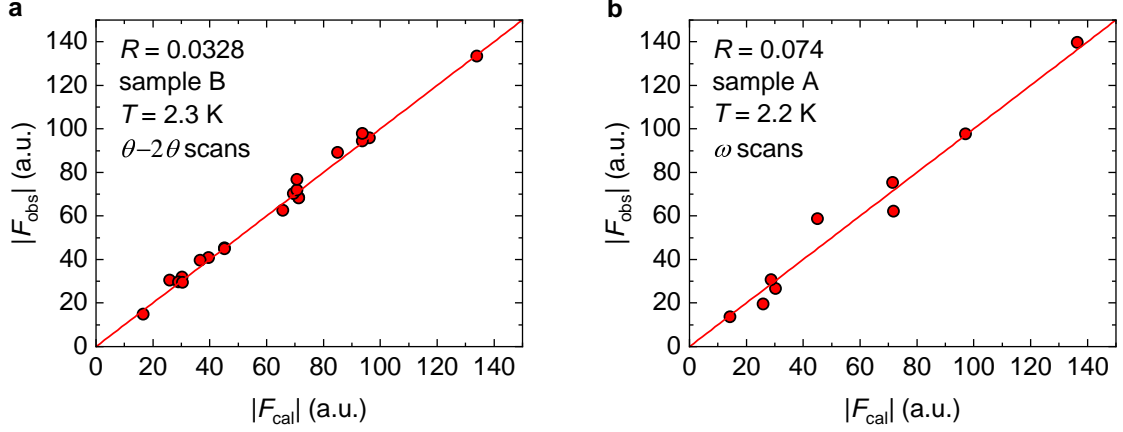 a
R = 0.0328
sample B
T = 2.3 K
θ−2θ scans
140
120
100
80
60
40
20
0
|Fobs| (a.u.)
0 20 40 60 80 100 120 140
|Fcal| (a.u.)
b
R = 0.074
sample A
T = 2.2 K
ω scans
140
120
100
80
60
40
20
0
|Fobs| (a.u.)
0 20 40 60 80 100 120 140
|Fcal| (a.u.)